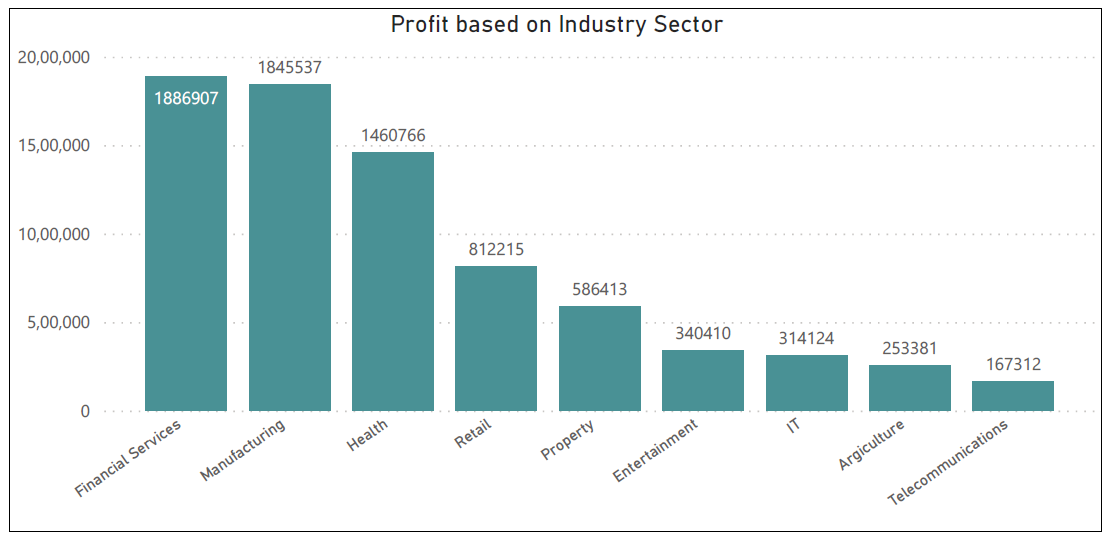 Profit based on Industry Sector
20,00,000
15,00,000
10,00,000
5,00,000
0
1886907
1845537
1460766
812215
586413
340410
314124
253381
167312
Financial Services
Manufacturing
Health
Retail
Property
Entertainment
IT
Argiculture
Telecommunications